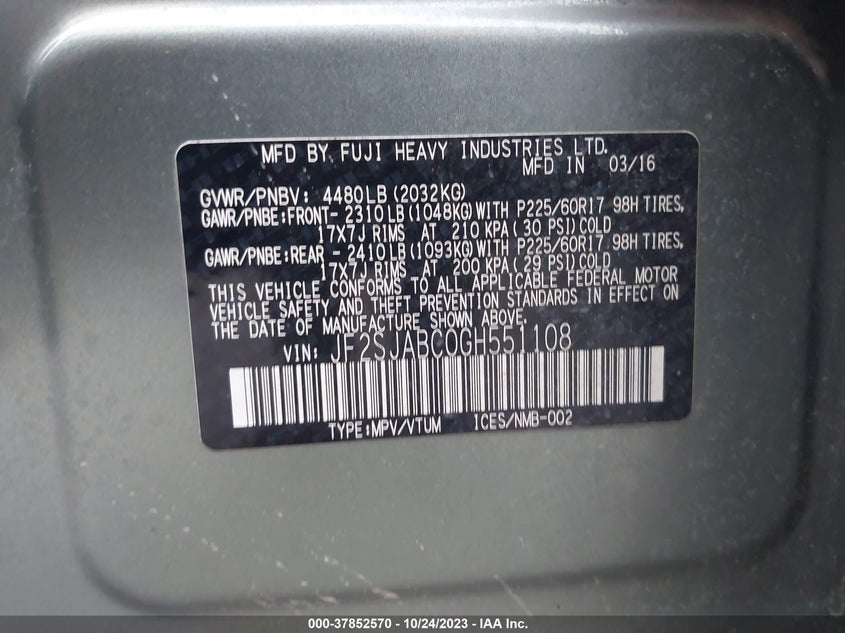 MFD BY FUJI HEAVY INDUSTRIES LTD.
MFD IN 03/16
GVWR/PNBV: 4480LB (2032KG)
GAWR/PNBE:FRONT- 2310LB (1048KG) WITH P225/60R17 98H TIRES,
17X7J RIMS AT 210 KPA (30 PSI) COLD
GAWR/PNBE:REAR - 2410LB (1093KG) WITH P225/60R17 98H TIRES,
17X7J RIMS AT 200 KPA (29 PSI) COLD
THIS VEHICLE CONFORMS TO ALL APPLICABLE FEDERAL MOTOR
VEHICLE SAFETY AND THEFT PREVENTION STANDARDS IN EFFECT ON
THE DATE OF MANUFACTURE SHOWN ABOVE.
VIN: JF2SJABC0GH551108
TYPE:MPV/VTUM ICES/NMB-002
000-37852570 - 10/24/2023 - IAA Inc.